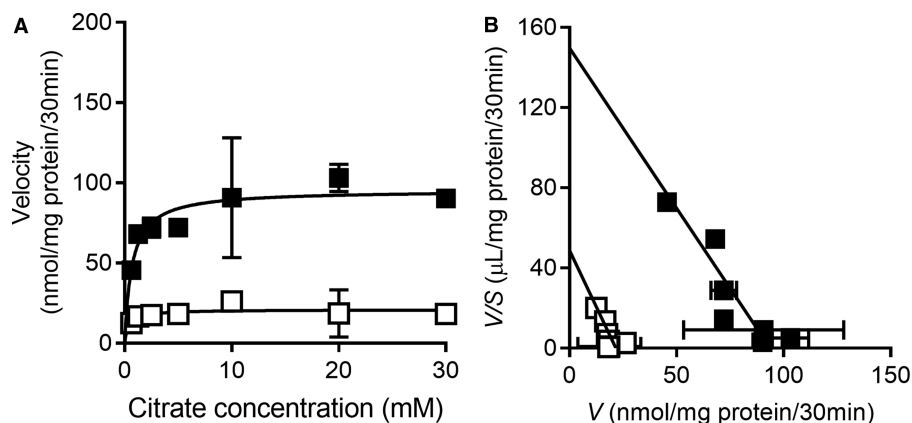 A
Velocity
(nmol/mg protein/30min)
200
150
100
50
0
0 10 20 30
Citrate concentration (mM)
B
V/S (μL/mg protein/30min)
160
120
80
40
0
0 50 100 150
V (nmol/mg protein/30min)